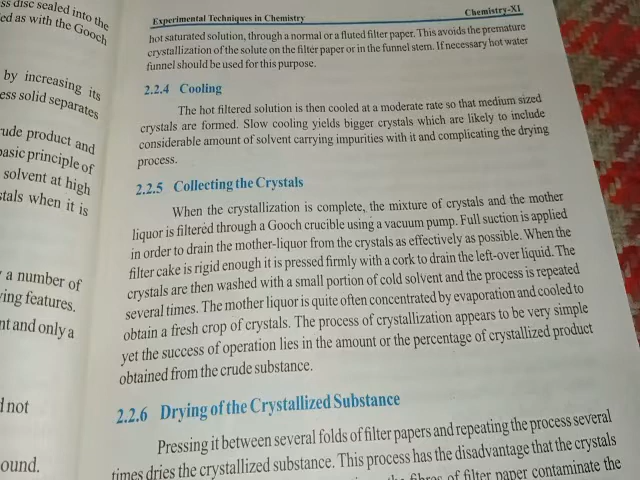 ss disc sealed into the
ed as with the Gooch
by increasing its
ess solid separates
ude product and
asic principle of
solvent at high
stals when it is
a number of
ing features.
nt and only a
d not
ound.
Experimental Techniques in Chemistry
Chemistry-XI
hot saturated solution, through a normal or a fluted filter paper. This avoids the premature
crystallization of the solute on the filter paper or in the funnel stem. If necessary hot water
funnel should be used for this purpose.
2.2.4 Cooling
The hot filtered solution is then cooled at a moderate rate so that medium sized
crystals are formed. Slow cooling yields bigger crystals which are likely to include
considerable amount of solvent carrying impurities with it and complicating the drying
process.
2.2.5 Collecting the Crystals
When the crystallization is complete, the mixture of crystals and the mother
liquor is filtered through a Gooch crucible using a vacuum pump. Full suction is applied
in order to drain the mother-liquor from the crystals as effectively as possible. When the
filter cake is rigid enough it is pressed firmly with a cork to drain the left-over liquid. The
crystals are then washed with a small portion of cold solvent and the process is repeated
several times. The mother liquor is quite often concentrated by evaporation and cooled to
obtain a fresh crop of crystals. The process of crystallization appears to be very simple
yet the success of operation lies in the amount or the percentage of crystallized product
obtained from the crude substance.
2.2.6 Drying of the Crystallized Substance
Pressing it between several folds of filter papers and repeating the process several
times dries the crystallized substance. This process has the disadvantage that the crystals
the fibres of filter paper contaminate the